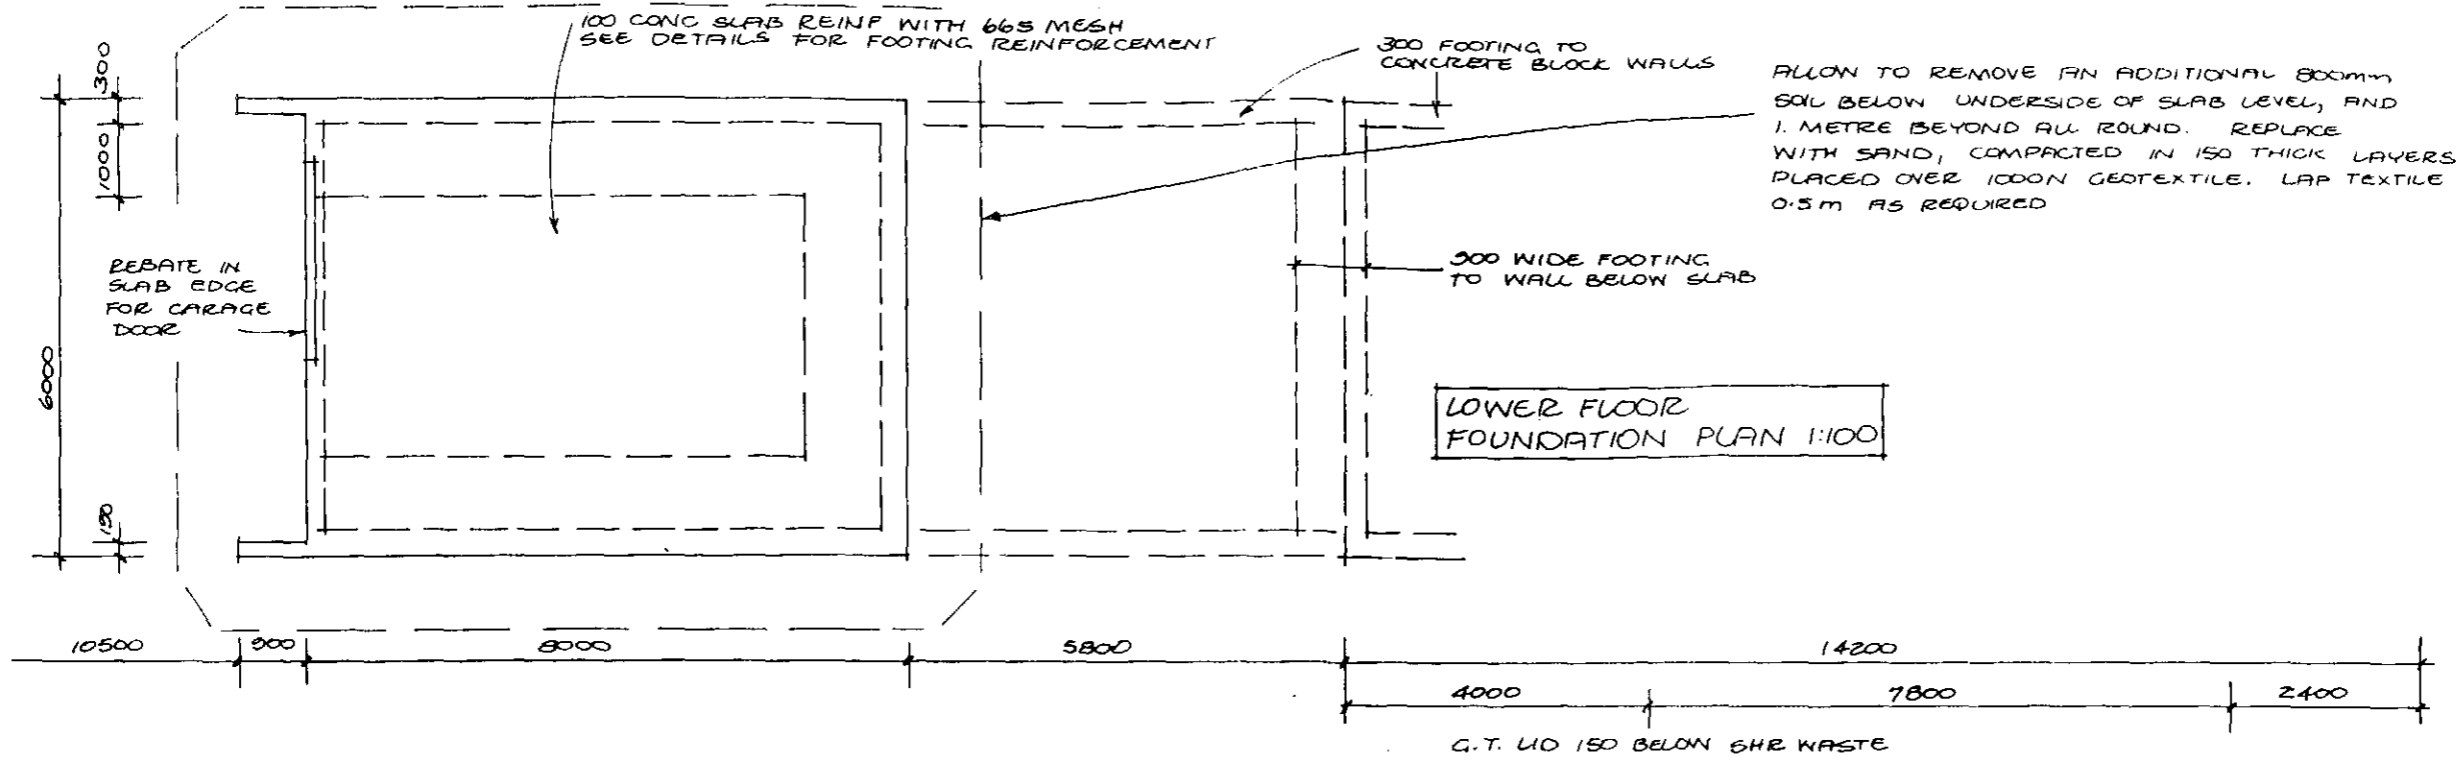 100 CONC SLAB REINF WITH 665 MESH
SEE DETAILS FOR FOOTING REINFORCEMENT
300 FOOTING TO
CONCRETE BLOCK WALLS
ALLOW TO REMOVE AN ADDITIONAL 800mm
SOIL BELOW UNDERSIDE OF SLAB LEVEL, AND
1. METRE BEYOND ALL ROUND. REPLACE
WITH SAND, COMPACTED IN 150 THICK LAYERS
PLACED OVER 1000N GEOTEXTILE. LAP TEXTILE
0.5m AS REQUIRED
300
1000
REBATE IN
SLAB EDGE
FOR GARAGE
DOOR
900 WIDE FOOTING
TO WALL BELOW SLAB
6000
LOWER FLOOR
FOUNDATION PLAN 1:100
10500
900
8000
5800
14200
4000
7800
2400
G.T. LID 150 BELOW SHR WASTE